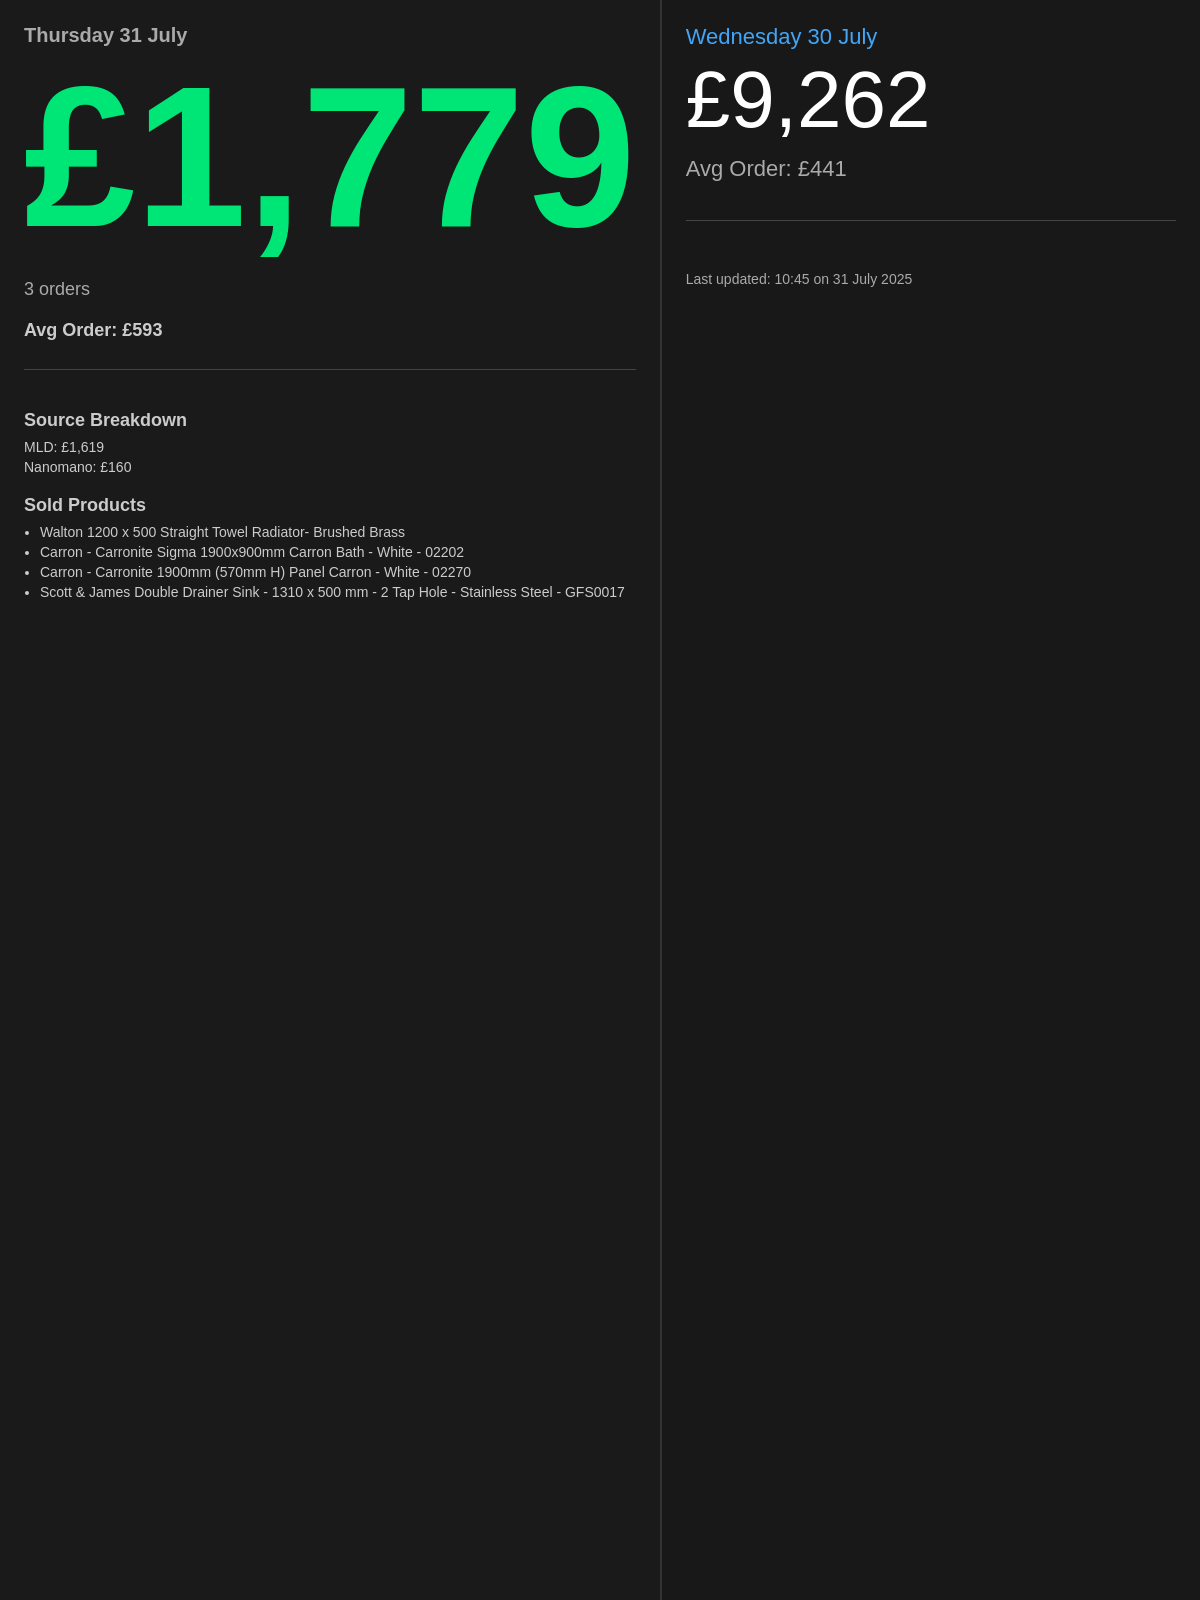 Thursday 31 July
£1,779
3 orders
Avg Order: £593
Source Breakdown
MLD: £1,619
Nanomano: £160
Sold Products
• Walton 1200 x 500 Straight Towel Radiator- Brushed Brass
• Carron - Carronite Sigma 1900x900mm Carron Bath - White - 02202
• Carron - Carronite 1900mm (570mm H) Panel Carron - White - 02270
• Scott & James Double Drainer Sink - 1310 x 500 mm - 2 Tap Hole - Stainless Steel - GFS0017
Wednesday 30 July
£9,262
Avg Order: £441
Last updated: 10:45 on 31 July 2025